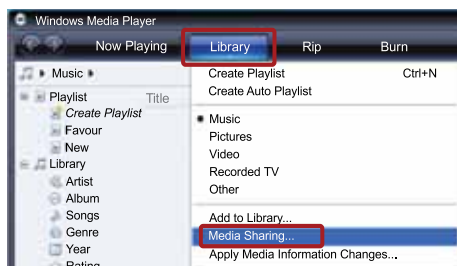 Windows Media Player
Now Playing Library Rip Burn
Music
Playlist Title
Create Playlist
Favour
New
Library
Artist
Album
Songs
Genre
Year
Rating
Create Playlist Ctrl+N
Create Auto Playlist
Music
Pictures
Video
Recorded TV
Other
Add to Library...
Media Sharing...
Apply Media Information Changes...